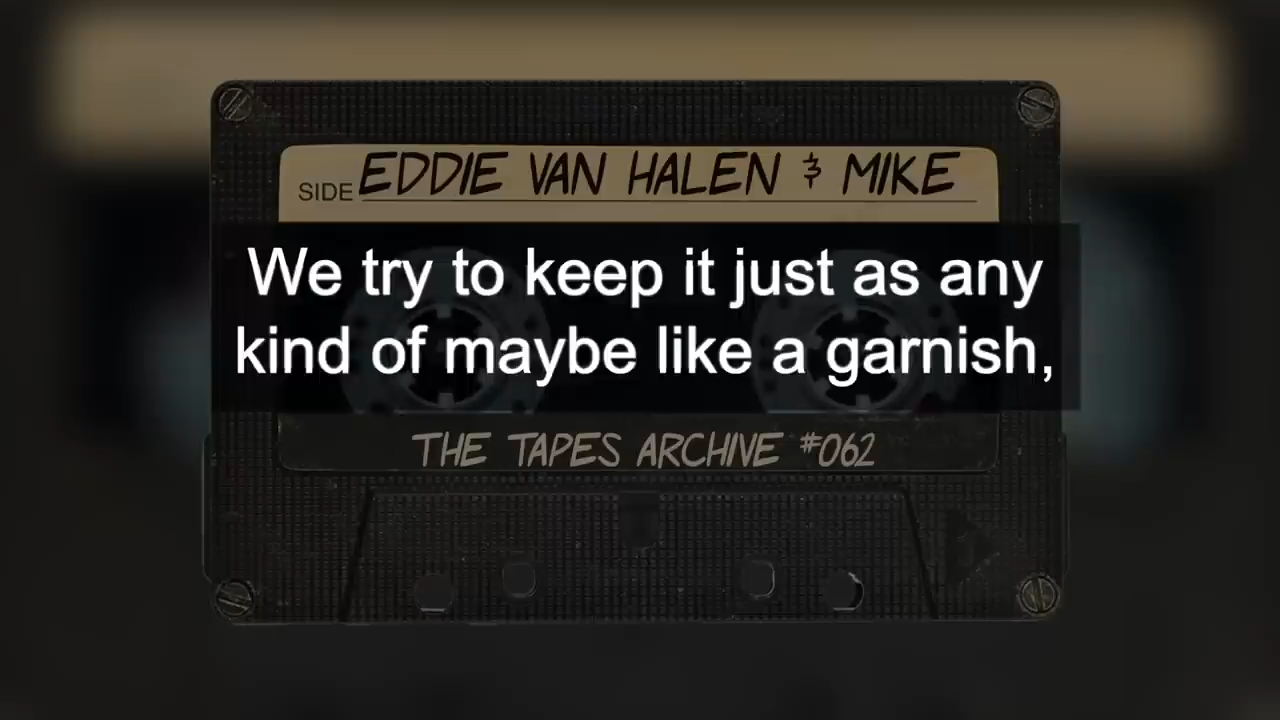 SIDE EDDIE VAN HALEN & MIKE
We try to keep it just as any
kind of maybe like a garnish,
THE TAPES ARCHIVE #062